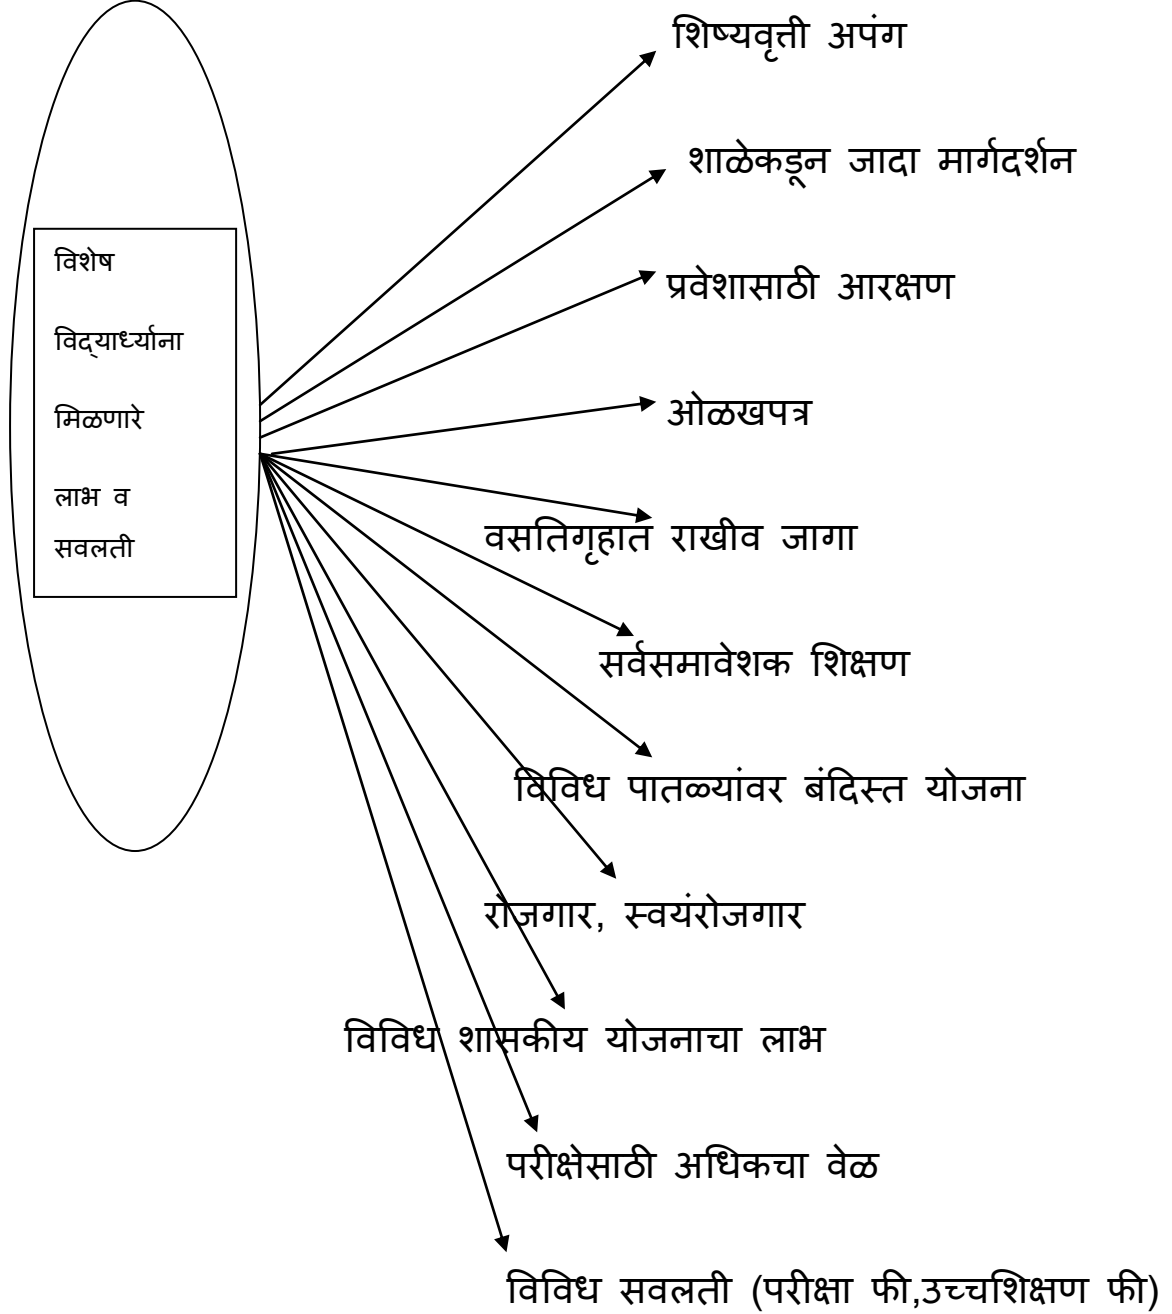 विशेष
विद्‌यार्ध्याना
मिळणारे
लाभ व
सवलती
शिष्यवृत्ती अपंग
शाळेकडून जादा मार्गदर्शन
प्रवेशासाठी आरक्षण
ओळखपत्र
वसतिगृहात राखीव जागा
सर्वसमावेशक शिक्षण
विविध पातळ्यांवर बंदिस्त योजना
रोजगार, स्वयंरोजगार
विविध शासकीय योजनाचा लाभ
परीक्षेसाठी अधिकचा वेळ
विविध सवलती (परीक्षा फी,उच्चशिक्षण फी)